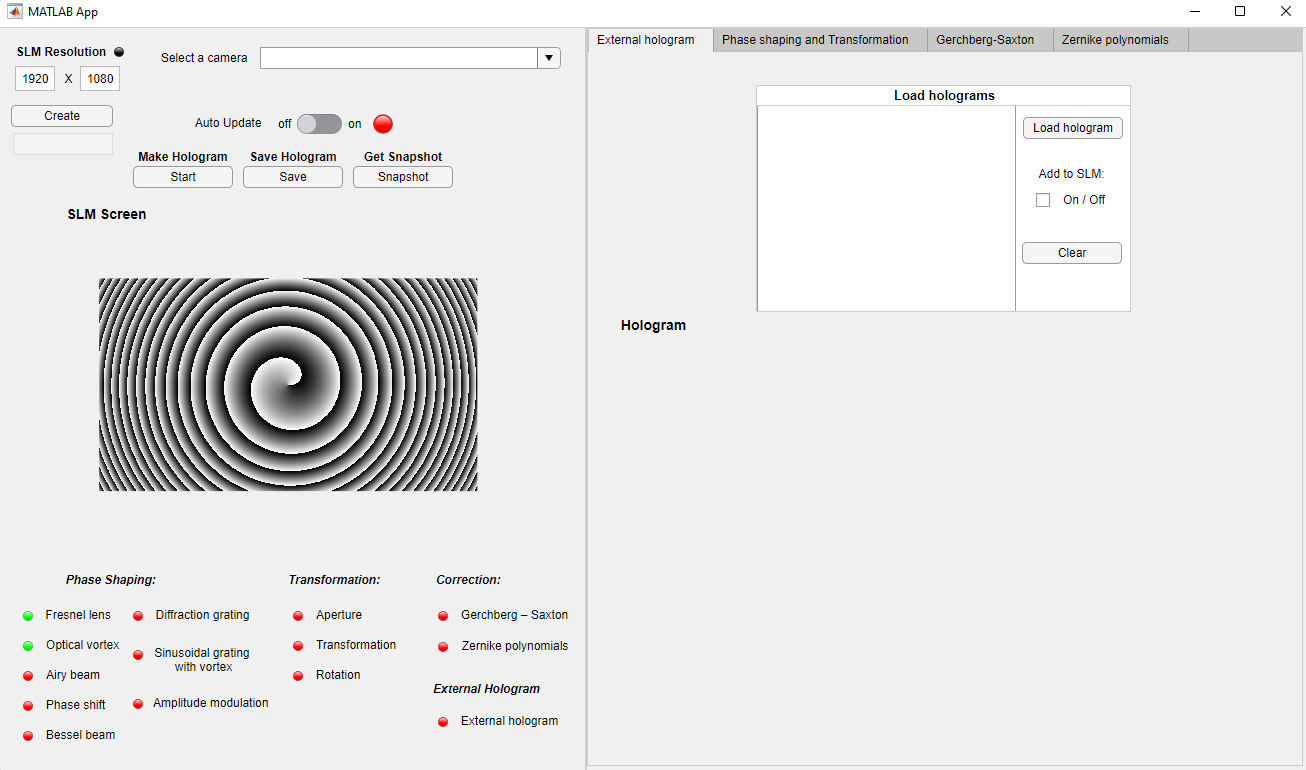 MATLAB App
SLM Resolution
1920 X 1080
Create
Select a camera
Auto Update off on
Make Hologram Save Hologram Get Snapshot
Start Save Snapshot
SLM Screen
Phase Shaping:
Fresnel lens
Optical vortex
Airy beam
Phase shift
Bessel beam
Diffraction grating
Sinusoidal grating
with vortex
Amplitude modulation
Transformation:
Aperture
Transformation
Rotation
Correction:
Gerchberg – Saxton
Zernike polynomials
External Hologram
External hologram
External hologram Phase shaping and Transformation Gerchberg-Saxton Zernike polynomials
Load holograms
Load hologram
Add to SLM:
On / Off
Clear
Hologram